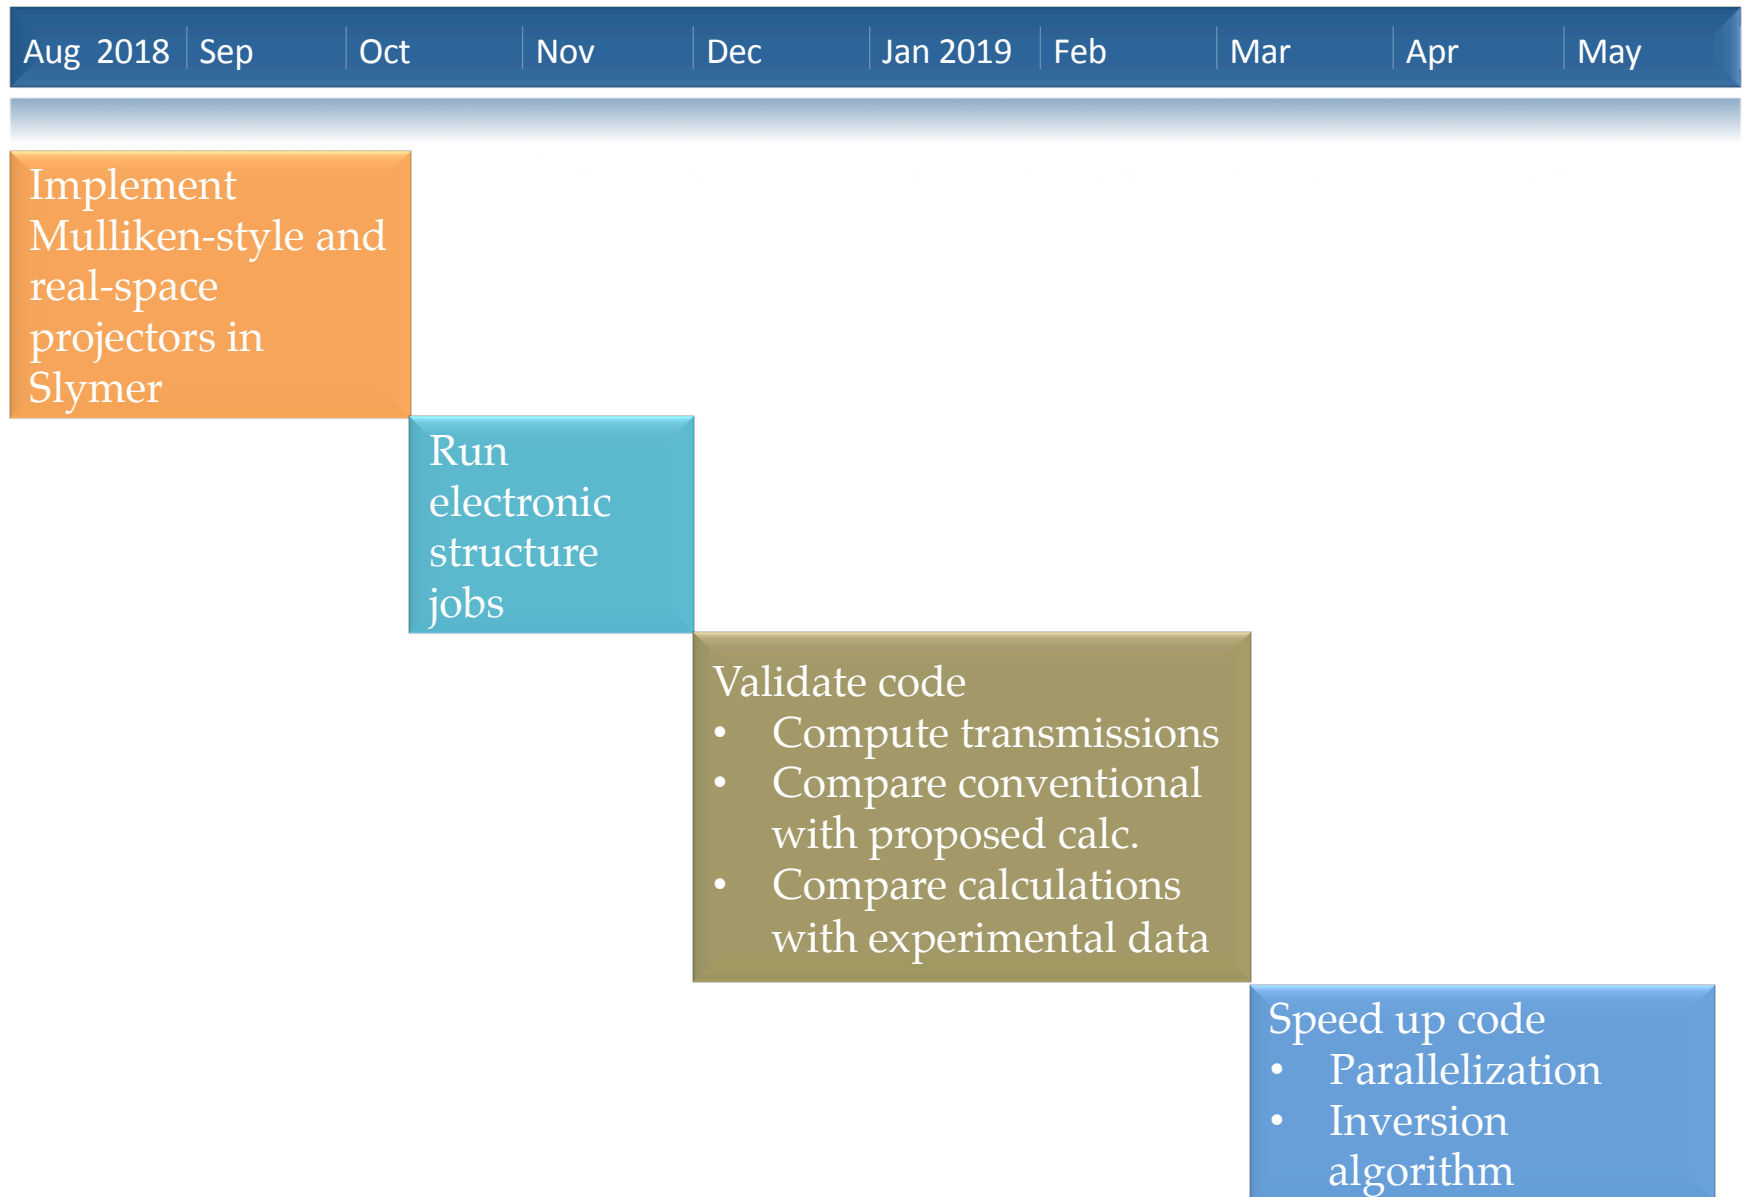 Aug 2018 Sep Oct Nov Dec Jan 2019 Feb Mar Apr May
Implement
Mulliken-style and
real-space
projectors in
Slymer
Run
electronic
structure
jobs
Validate code
• Compute transmissions
• Compare conventional
with proposed calc.
• Compare calculations
with experimental data
Speed up code
• Parallelization
• Inversion
algorithm